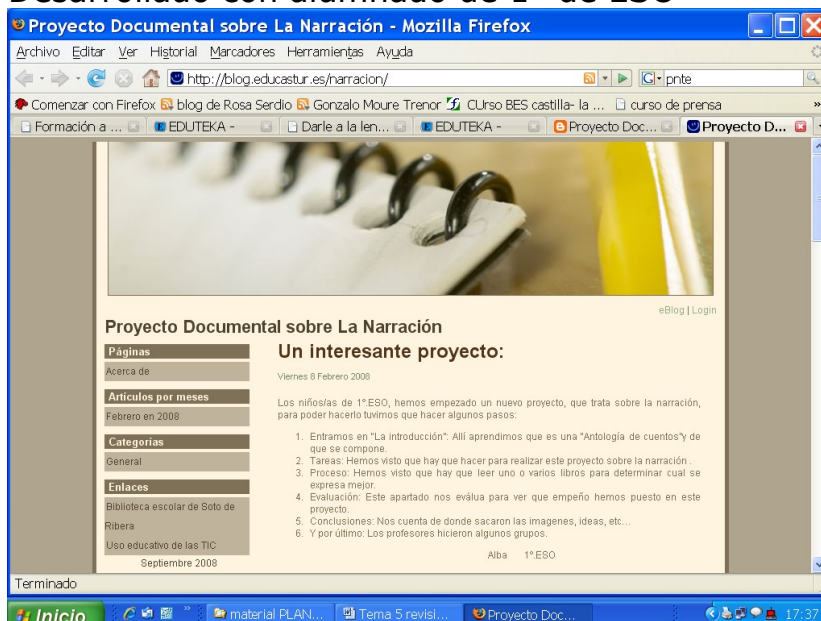 Desarrollado con alumnado de 1º de ESO
Proyecto Documental sobre La Narración - Mozilla Firefox
Archivo Editar Ver Historial Marcadores Herramientas Ayuda
http://blog.educastur.es/narracion/ G pnte
Comenzar con Firefox blog de Rosa Serdio Gonzalo Moure Trenor CUrso BES castilla- la ... curso de prensa »
Formación a ... EDUTEKA - Darle a la len... EDUTEKA - Proyecto Doc... Proyecto D...
eBlog | Login
Proyecto Documental sobre La Narración
Páginas
Acerca de
Artículos por meses
Febrero en 2008
Categorías
General
Enlaces
Biblioteca escolar de Soto de
Ribera
Uso educativo de las TIC
Septiembre 2008
Un interesante proyecto:
Viernes 8 Febrero 2008
Los niños/as de 1º.ESO, hemos empezado un nuevo proyecto, que trata sobre la narración,
para poder hacerlo tuvimos que hacer algunos pasos:
1. Entramos en "La introducción": Allí aprendimos que es una "Antología de cuentos"y de
que se compone.
2. Tareas: Hemos visto que hay que hacer para realizar este proyecto sobre la narración .
3. Proceso: Hemos visto que hay que leer uno o varios libros para determinar cual se
expresa mejor.
4. Evaluación: Este apartado nos eválua para ver que empeño hemos puesto en este
proyecto.
5. Conclusiones: Nos cuenta de donde sacaron las imagenes, ideas, etc...
6. Y por último: Los profesores hicieron algunos grupos.
Alba 1º.ESO
Terminado
Inicio » material PLAN... Tema 5 revisi... Proyecto Doc... 17:37